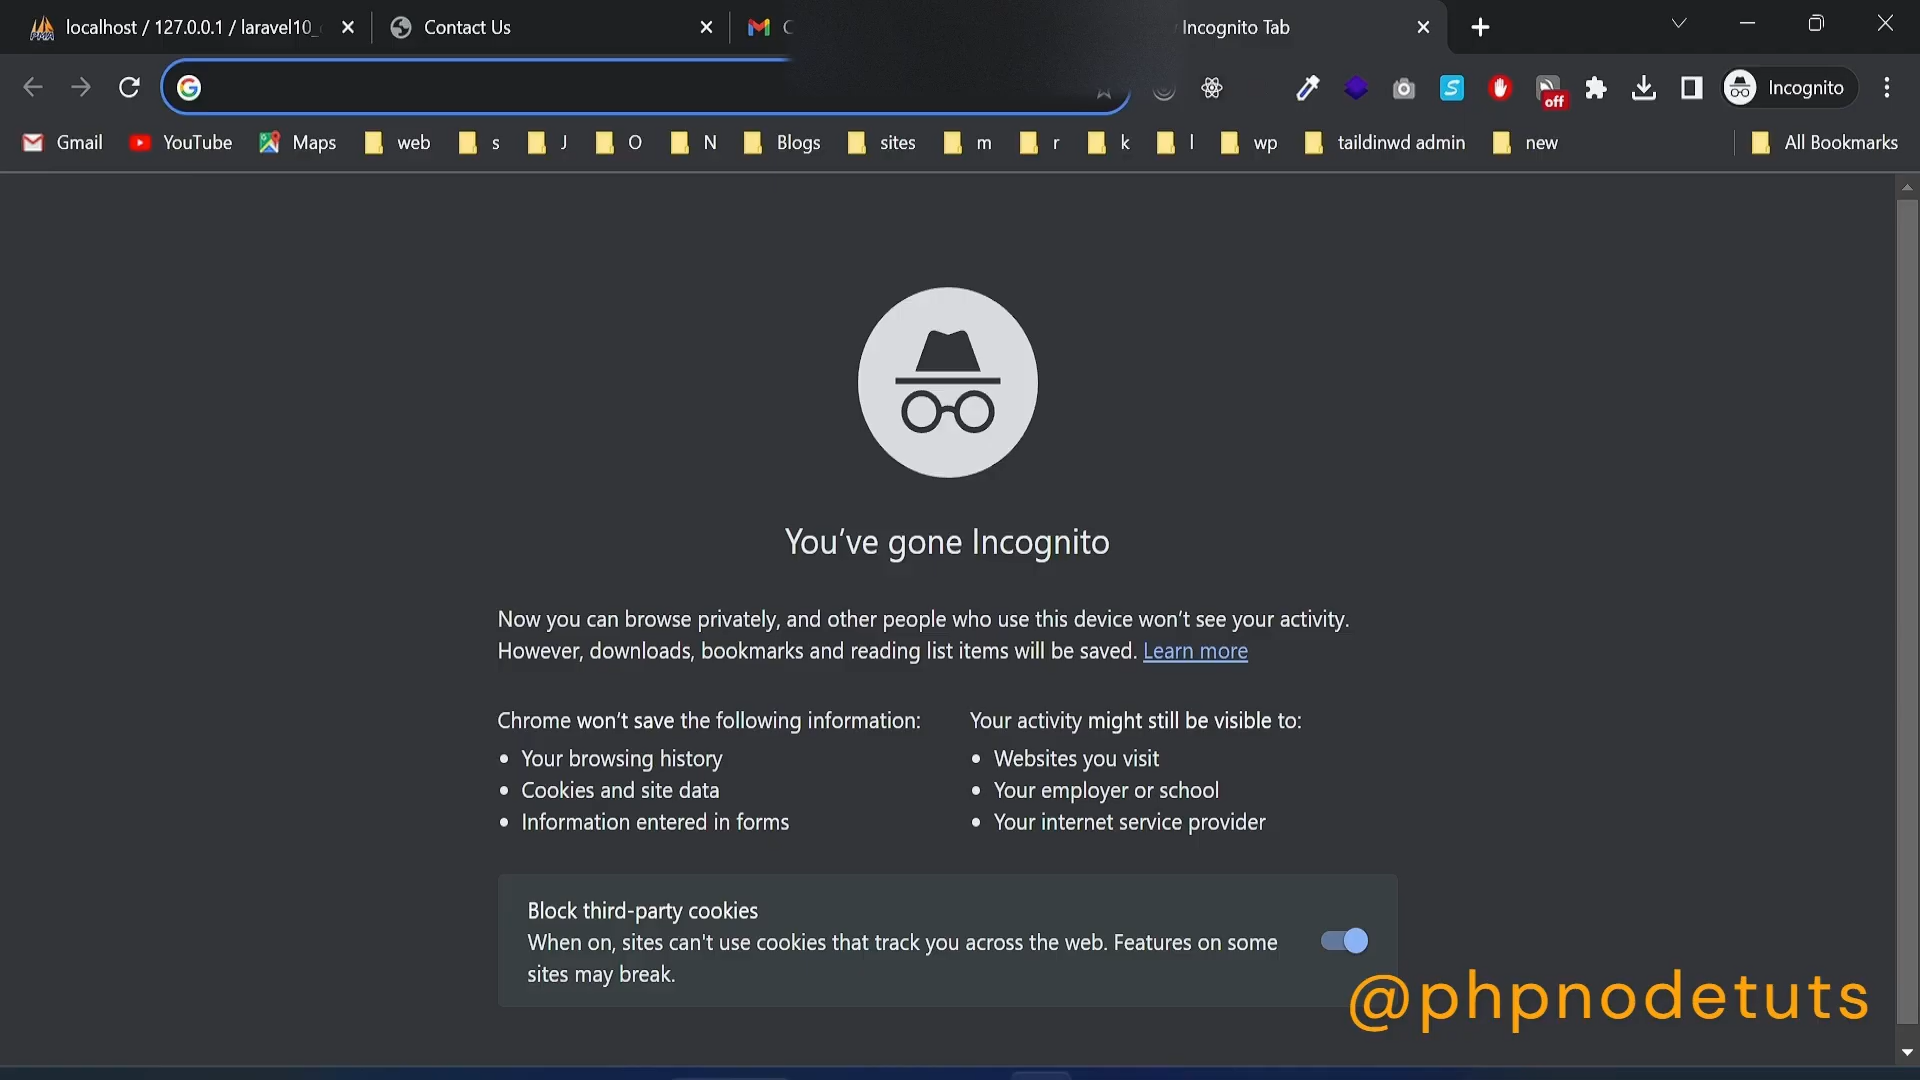 localhost / 127.0.0.1 / laravel10_
Contact Us
Incognito Tab
off
Incognito
Gmail
YouTube
Maps
web
s
J
O
N
Blogs
sites
m
r
k
l
wp
taildinwd admin
new
All Bookmarks
You've gone Incognito
Now you can browse privately, and other people who use this device won't see your activity.
However, downloads, bookmarks and reading list items will be saved. Learn more
Chrome won't save the following information:
• Your browsing history
• Cookies and site data
• Information entered in forms
Your activity might still be visible to:
• Websites you visit
• Your employer or school
• Your internet service provider
Block third-party cookies
When on, sites can't use cookies that track you across the web. Features on some
sites may break.
@phpnodetuts